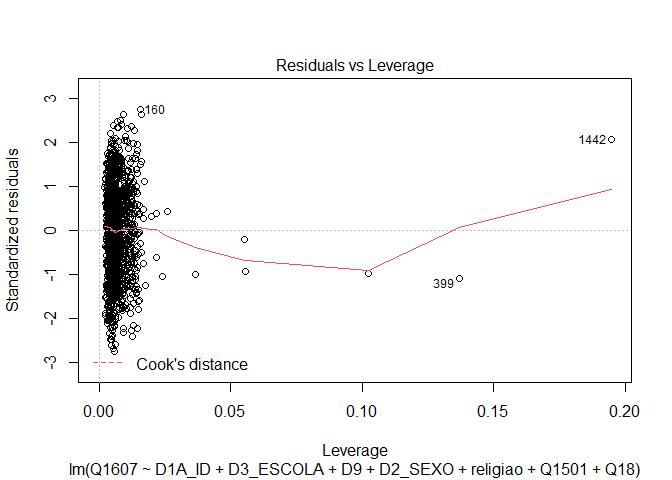 Residuals vs Leverage
Standardized residuals
3
2
1
0
-1
-2
-3
160
1442
399
Cook's distance
0.00 0.05 0.10 0.15 0.20
Leverage
lm(Q1607 ~ D1A_ID + D3_ESCOLA + D9 + D2_SEXO + religiao + Q1501 + Q18)